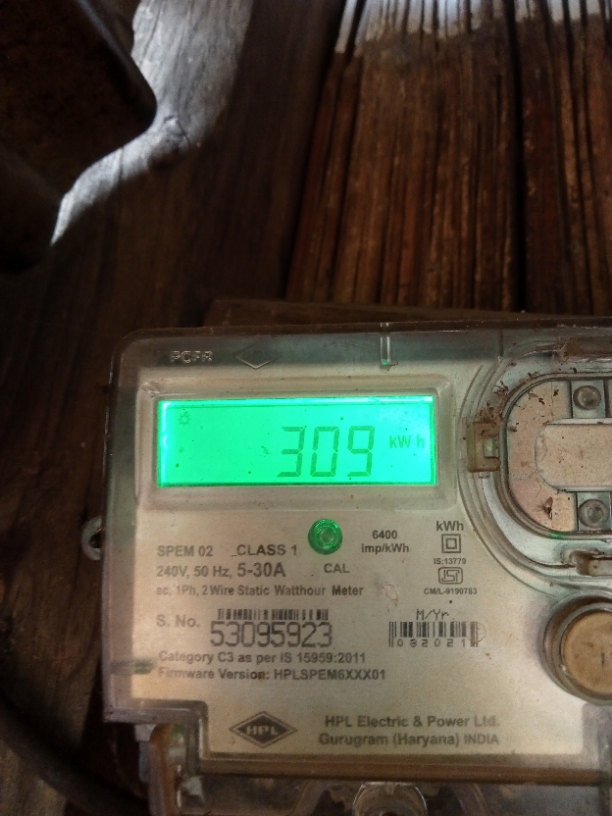 PCPR
309 kWh
SPEM 02 CLASS 1
6400
imp/kWh
kWh
IS:13779
240V, 50 Hz, 5-30A
CAL
CM/L-9190783
ac, 1Ph, 2 Wire Static Watthour Meter
M/Yr
S. No.
53095923
082021
Category C3 as per IS 15959:2011
Firmware Version: HPLSPEM6XXX01
HPL
HPL Electric & Power Ltd.
Gurugram (Haryana) INDIA